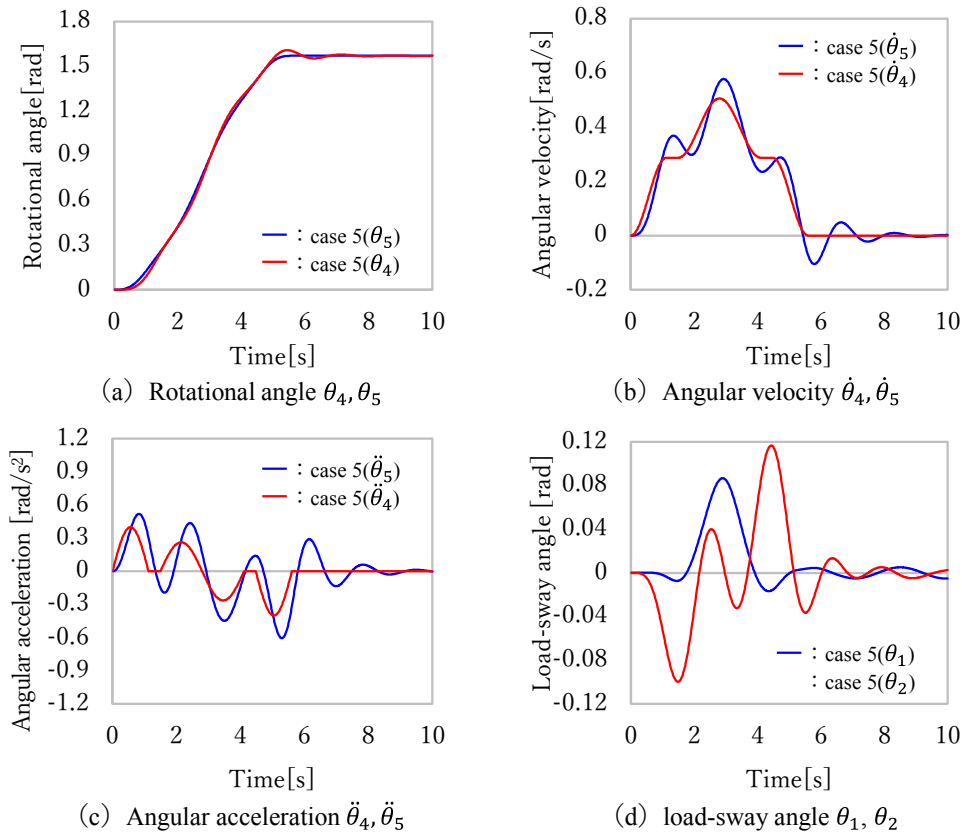 1.8
1.5
1.2
0.9
0.6
0.3
0
Rotational angle[rad]
: case 5(θ₅)
: case 5(θ₄)
0 2 4 6 8 10
Time[s]
(a) Rotational angle θ₄, θ₅
0.8
0.6
0.4
0.2
0
-0.2
Angular velocity[rad/s]
: case 5(θ̇₅)
: case 5(θ̇₄)
0 2 4 6 8 10
Time[s]
(b) Angular velocity θ̇₄, θ̇₅
1.2
0.9
0.6
0.3
0
-0.3
-0.6
-0.9
-1.2
Angular acceleration [rad/s²]
: case 5(θ̈₅)
: case 5(θ̈₄)
0 2 4 6 8 10
Time[s]
(c) Angular acceleration θ̈₄, θ̈₅
0.12
0.08
0.04
0
-0.04
-0.08
-0.12
Load-sway angle [rad]
: case 5(θ₁)
: case 5(θ₂)
0 2 4 6 8 10
Time[s]
(d) load-sway angle θ₁, θ₂